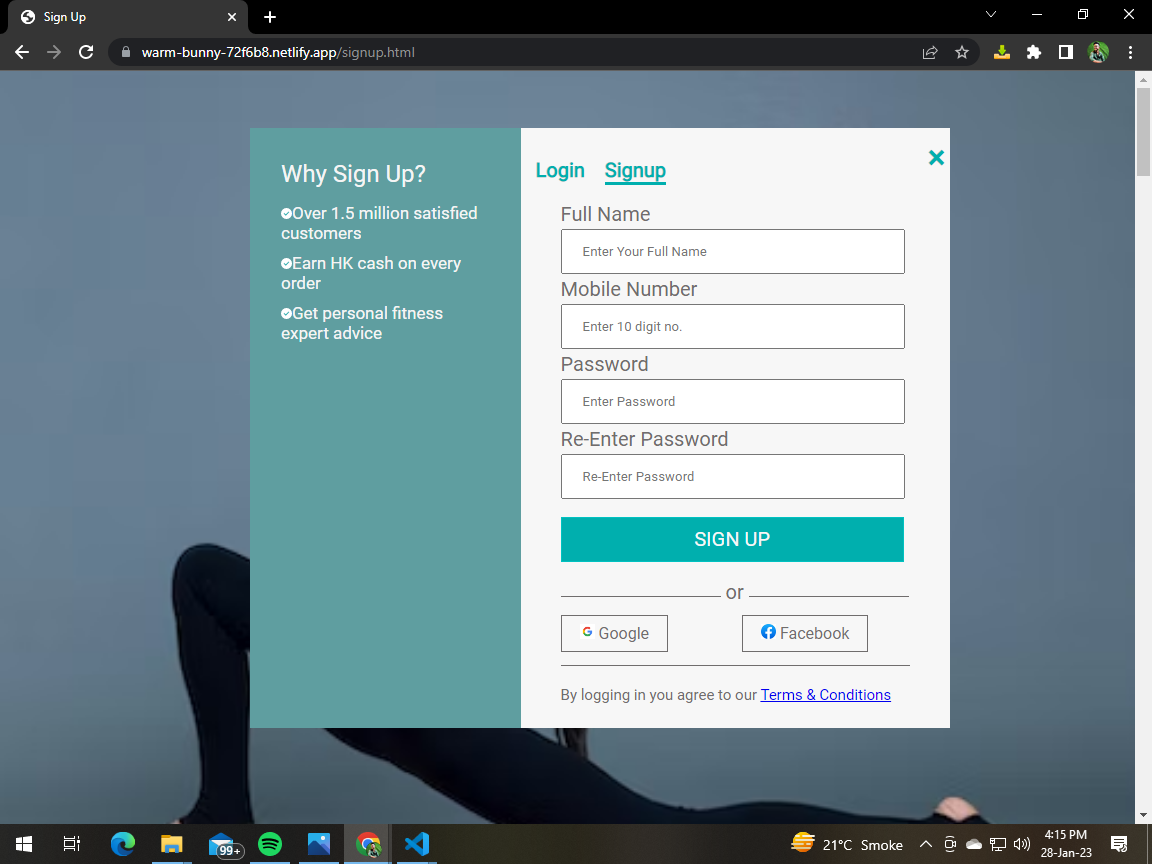 Sign Up
warm-bunny-72f6b8.netlify.app/signup.html
Why Sign Up?
Over 1.5 million satisfied
customers
Earn HK cash on every
order
Get personal fitness
expert advice
Login Signup
Full Name
Enter Your Full Name
Mobile Number
Enter 10 digit no.
Password
Enter Password
Re-Enter Password
Re-Enter Password
SIGN UP
or
Google Facebook
By logging in you agree to our Terms & Conditions
99+
21°C Smoke
4:15 PM
28-Jan-23